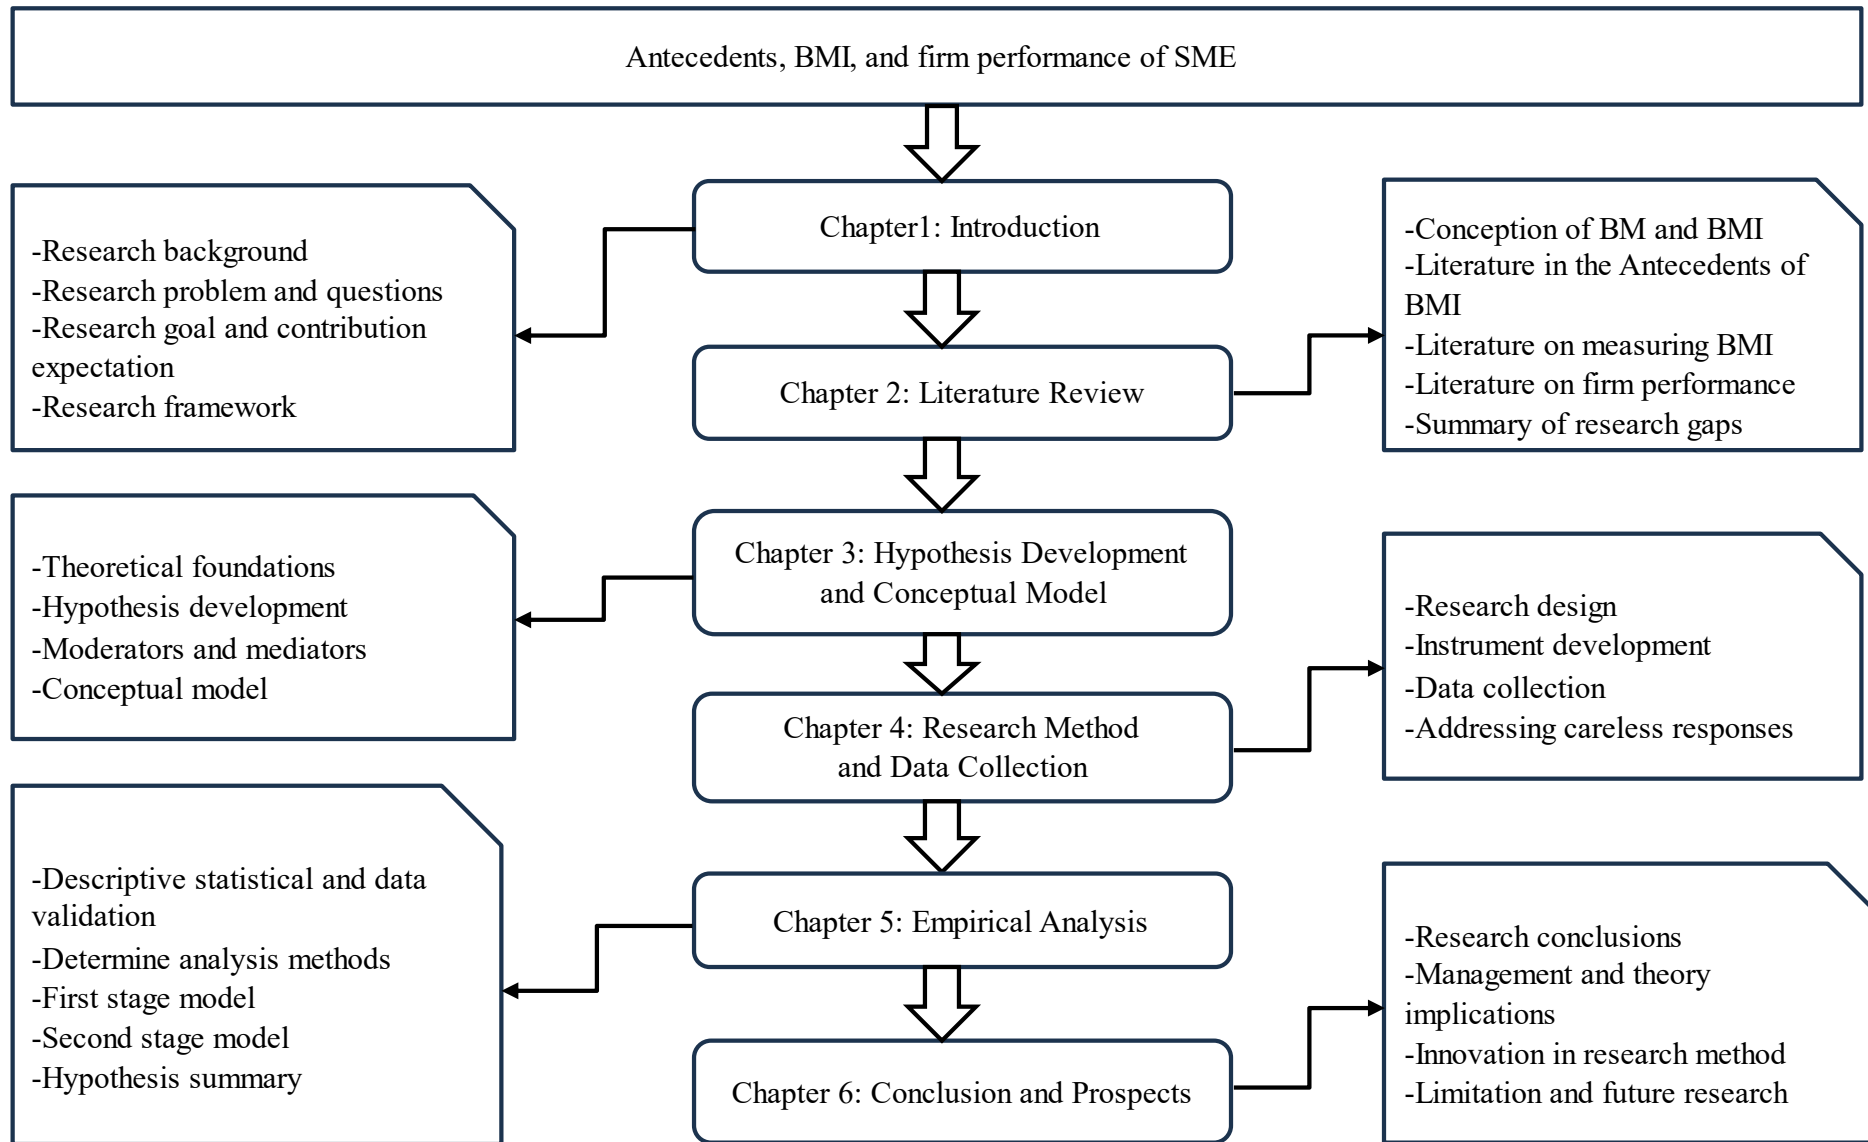 Antecedents, BMI, and firm performance of SME
Chapter1: Introduction
-Research background
-Research problem and questions
-Research goal and contribution
expectation
-Research framework
Chapter 2: Literature Review
-Conception of BM and BMI
-Literature in the Antecedents of
BMI
-Literature on measuring BMI
-Literature on firm performance
-Summary of research gaps
Chapter 3: Hypothesis Development
and Conceptual Model
-Theoretical foundations
-Hypothesis development
-Moderators and mediators
-Conceptual model
Chapter 4: Research Method
and Data Collection
-Research design
-Instrument development
-Data collection
-Addressing careless responses
Chapter 5: Empirical Analysis
-Descriptive statistical and data
validation
-Determine analysis methods
-First stage model
-Second stage model
-Hypothesis summary
Chapter 6: Conclusion and Prospects
-Research conclusions
-Management and theory
implications
-Innovation in research method
-Limitation and future research